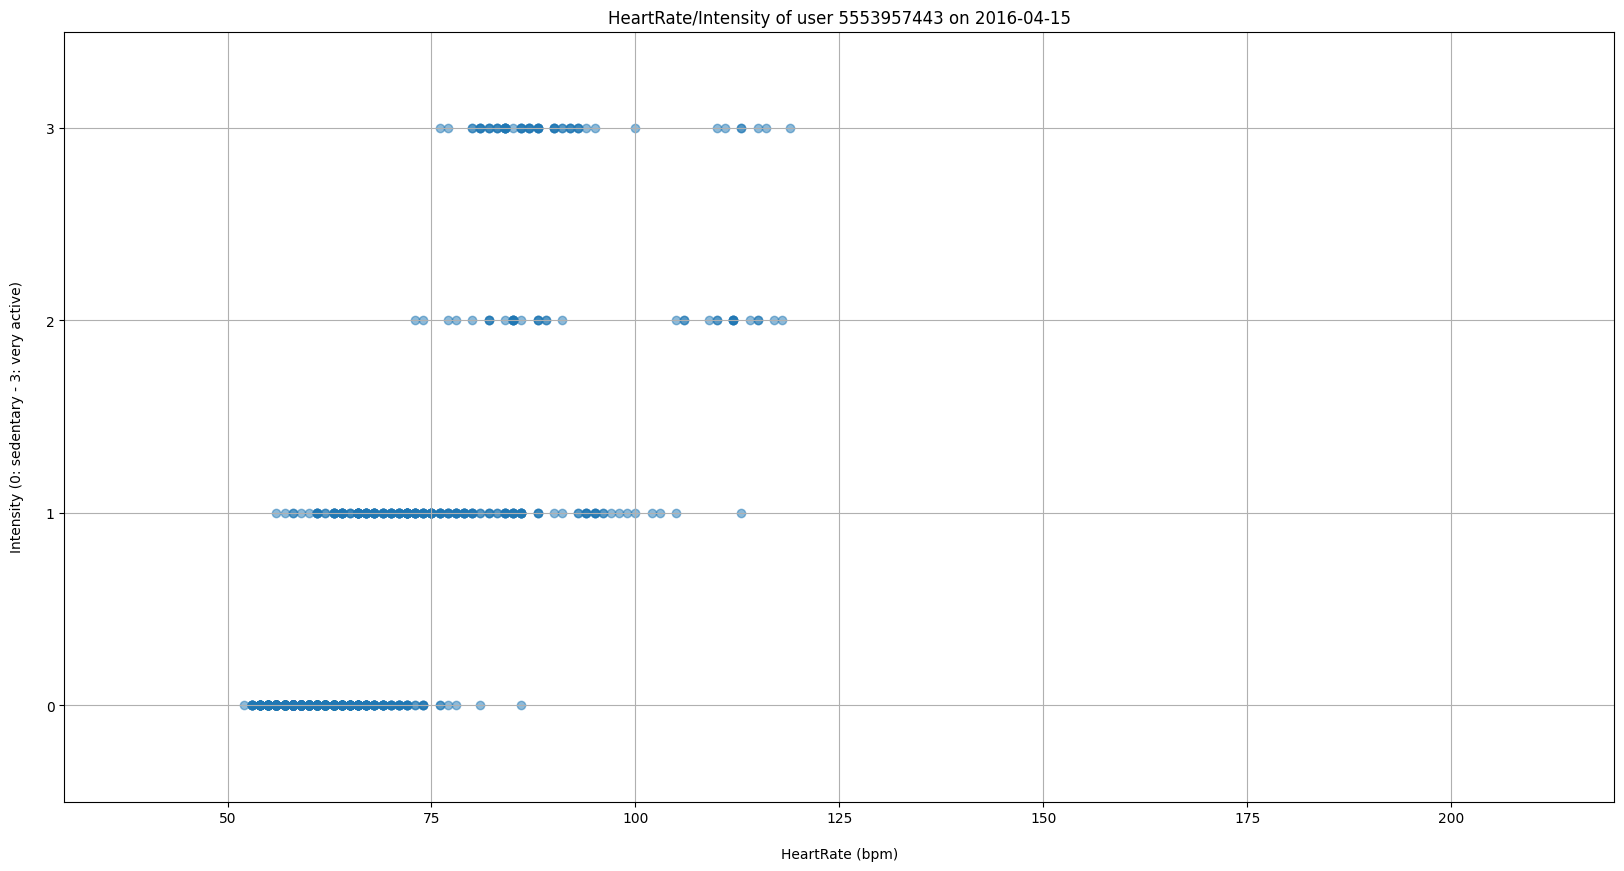 HeartRate/Intensity of user 5553957443 on 2016-04-15
Intensity (0: sedentary - 3: very active)
3
2
1
0
50 75 100 125 150 175 200
HeartRate (bpm)